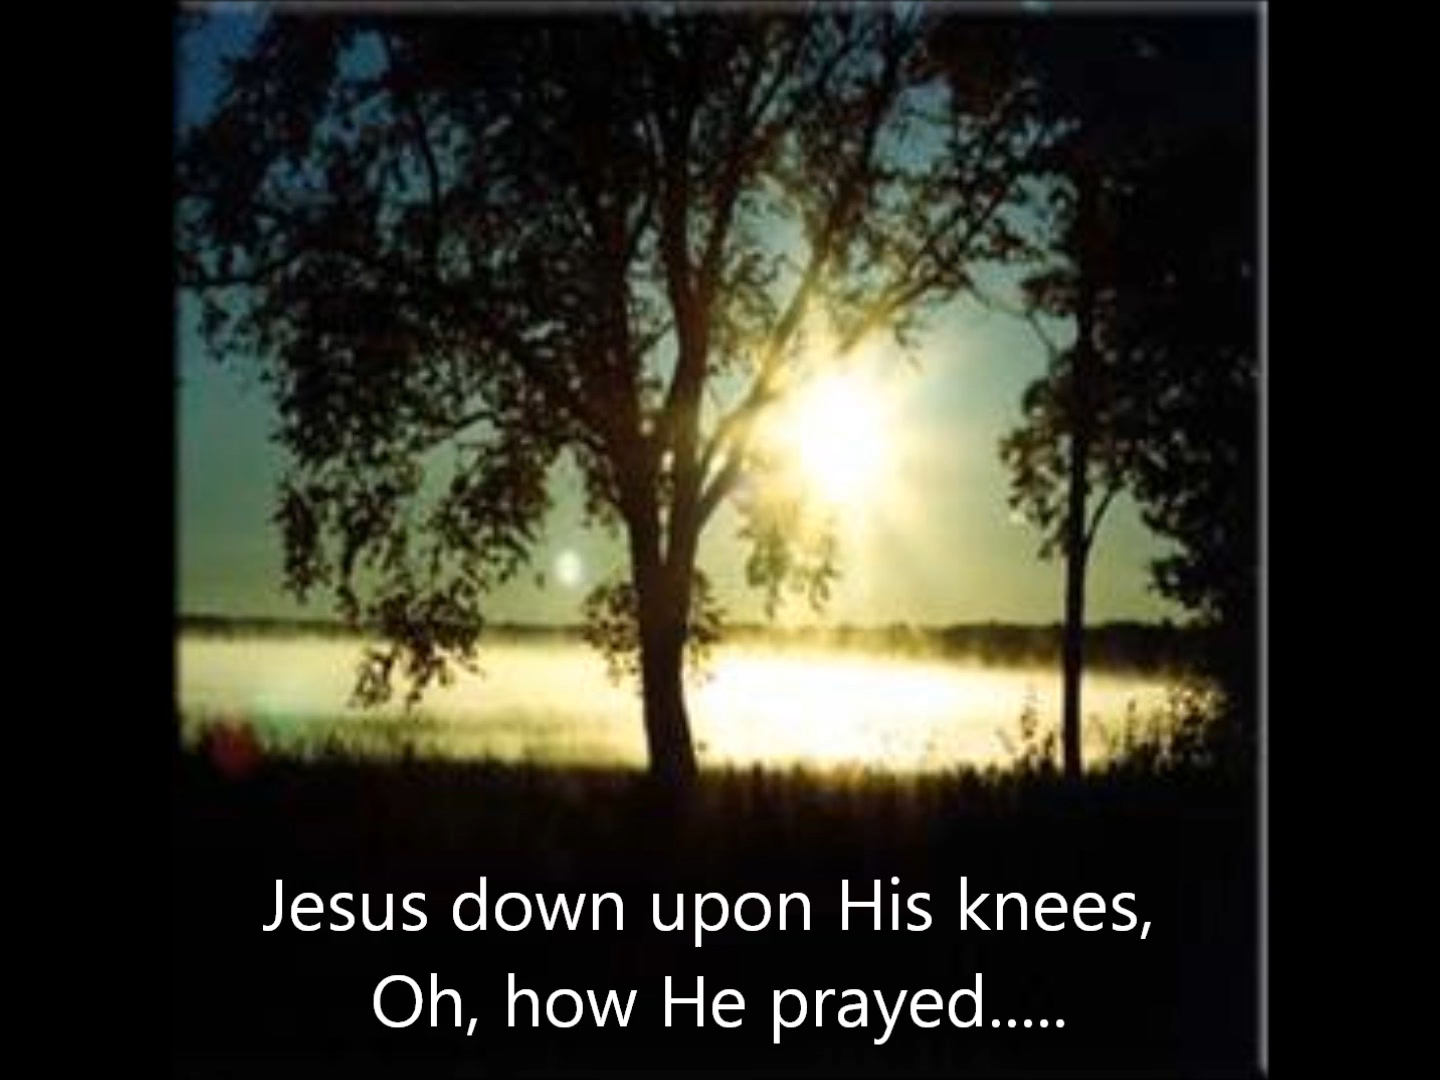 Jesus down upon His knees,
Oh, how He prayed.....